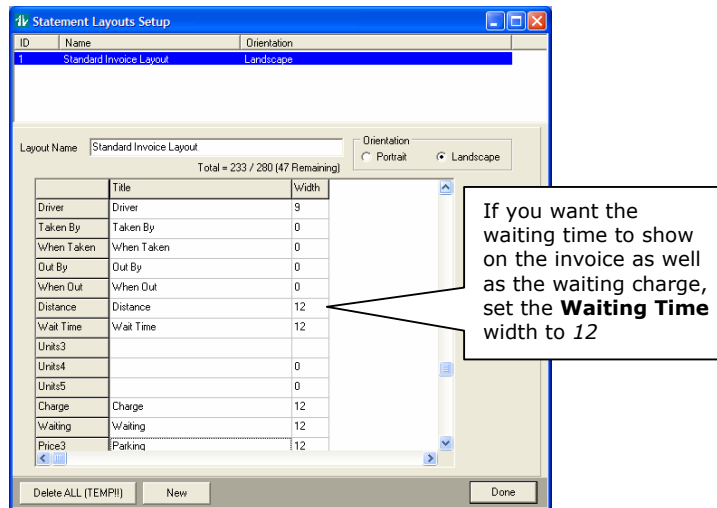 Statement Layouts Setup
ID Name Orientation
1 Standard Invoice Layout Landscape
Layout Name Standard Invoice Layout
Orientation
Portrait Landscape
Total = 233 / 280 (47 Remaining)
Title Width
Driver Driver 9
Taken By Taken By 0
When Taken When Taken 0
Out By Out By 0
When Out When Out 0
Distance Distance 12
Wait Time Wait Time 12
Units3
Units4 0
Units5 0
Charge Charge 12
Waiting Waiting 12
Price3 Parking 12
Delete ALL (TEMP!!) New Done
If you want the
waiting time to show
on the invoice as well
as the waiting charge,
set the Waiting Time
width to 12